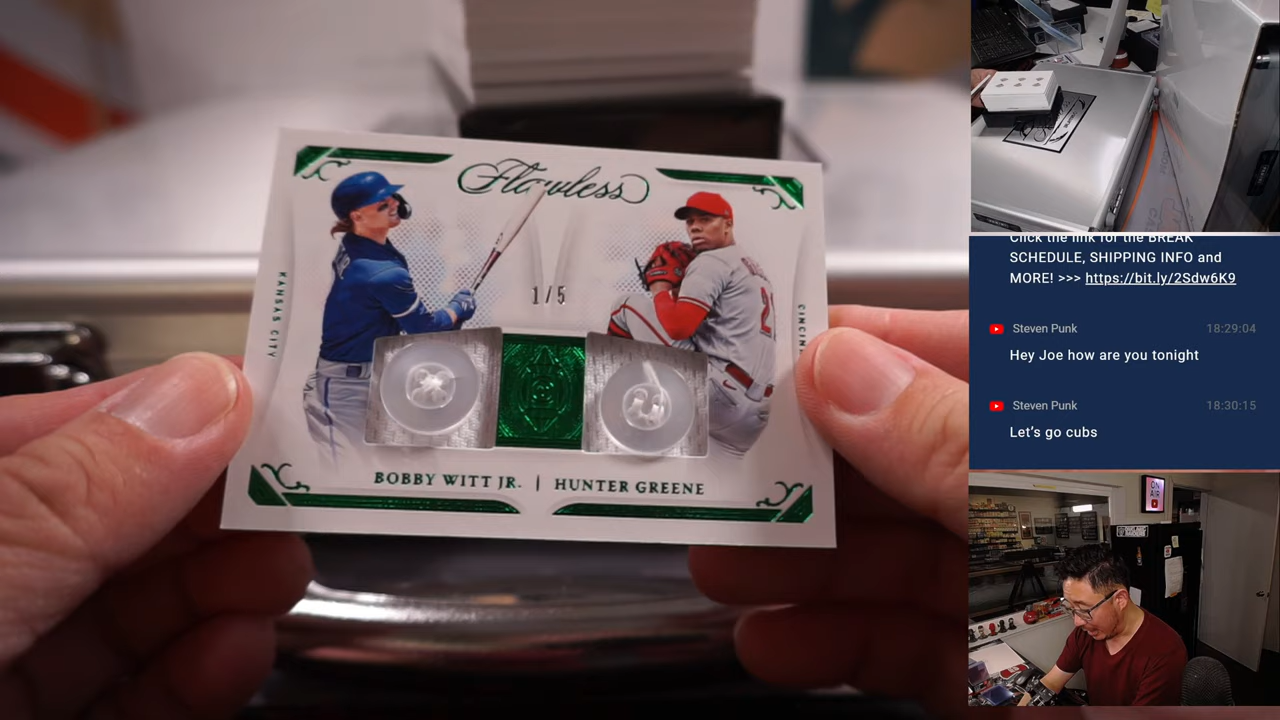 Flawless
1/5
KANSAS CITY
BOBBY WITT JR. | HUNTER GREENE
Click the link for the BREAK
SCHEDULE, SHIPPING INFO and
MORE! >>> https://bit.ly/2Sdw6K9
Steven Punk 18:29:04
Hey Joe how are you tonight
Steven Punk 18:30:15
Let's go cubs
ON
AIR